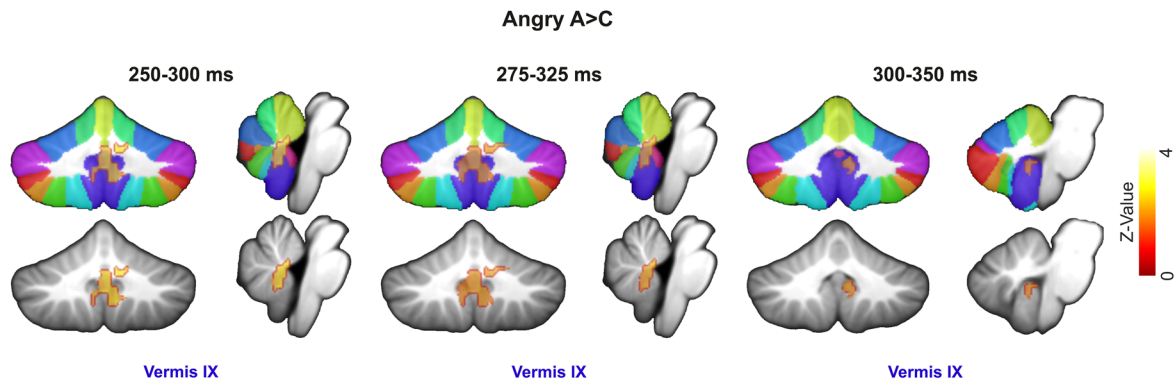 Angry A>C
250-300 ms
275-325 ms
300-350 ms
4
Z-Value
0
Vermis IX
Vermis IX
Vermis IX